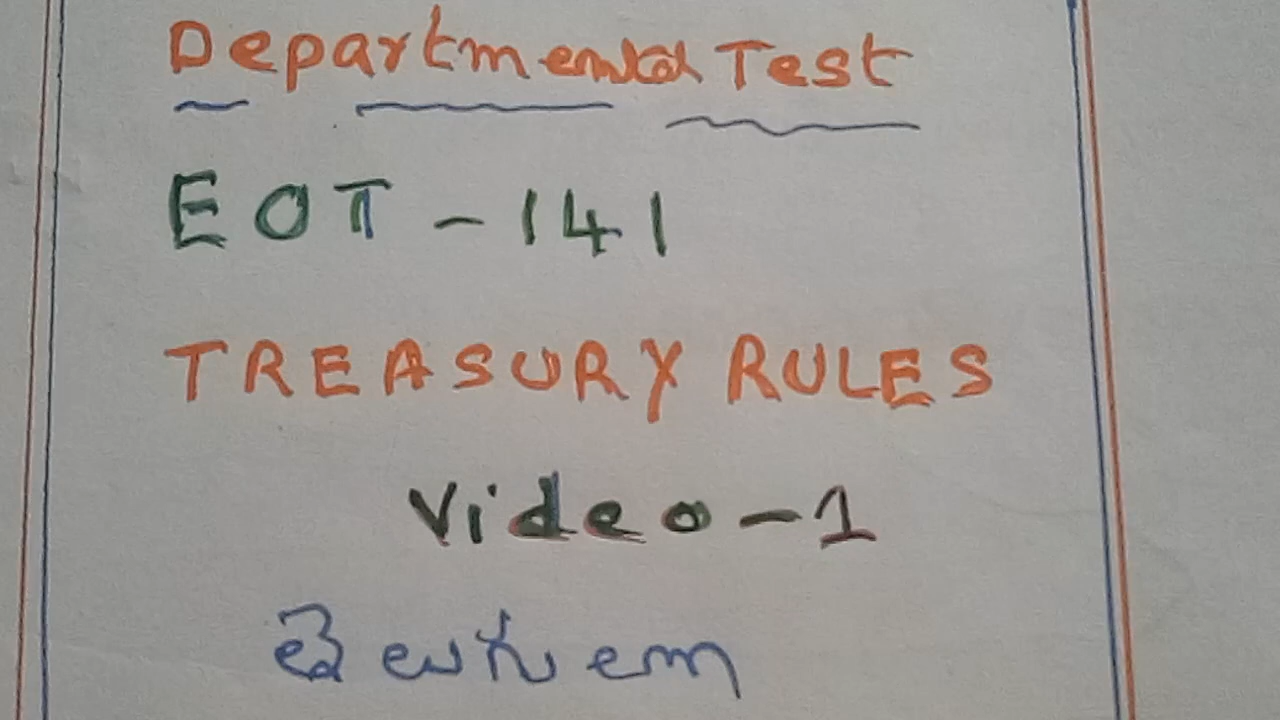 Departmental Test
EOT - 141
TREASURY RULES
Video - 1
తెలుగులో